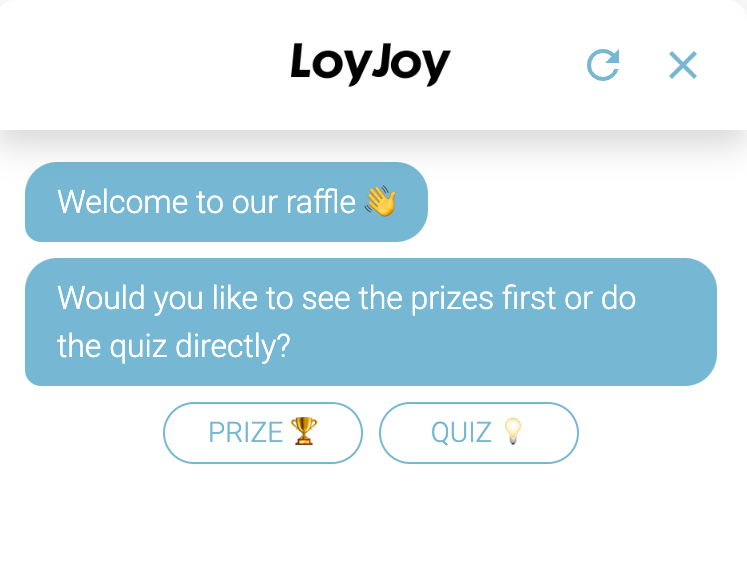 LoyJoy
Welcome to our raffle 👋
Would you like to see the prizes first or do
the quiz directly?
PRIZE 🏆
QUIZ 💡